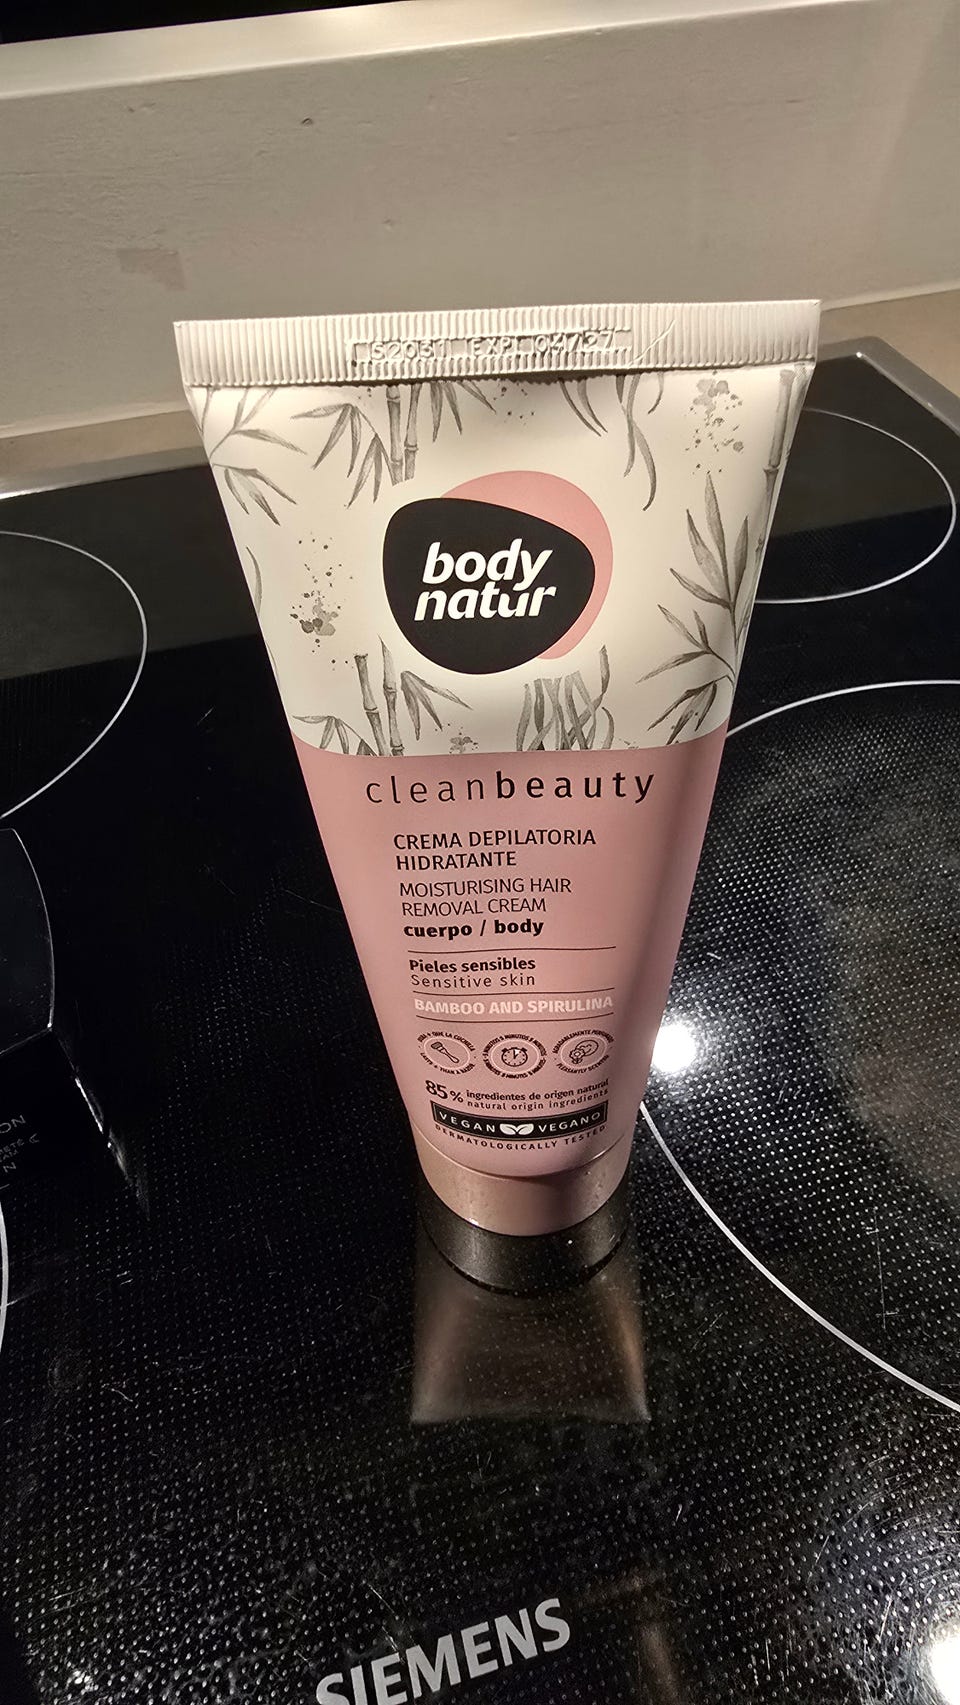 52031 EXP 04/27
body
natur
cleanbeauty
CREMA DEPILATORIA
HIDRATANTE
MOISTURISING HAIR
REMOVAL CREAM
cuerpo / body
Pieles sensibles
Sensitive skin
BAMBOO AND SPIRULINA
85% ingredientes de origen natural
natural origin ingredients
VEGAN VEGANO
DERMATOLOGICALLY TESTED
SIEMENS